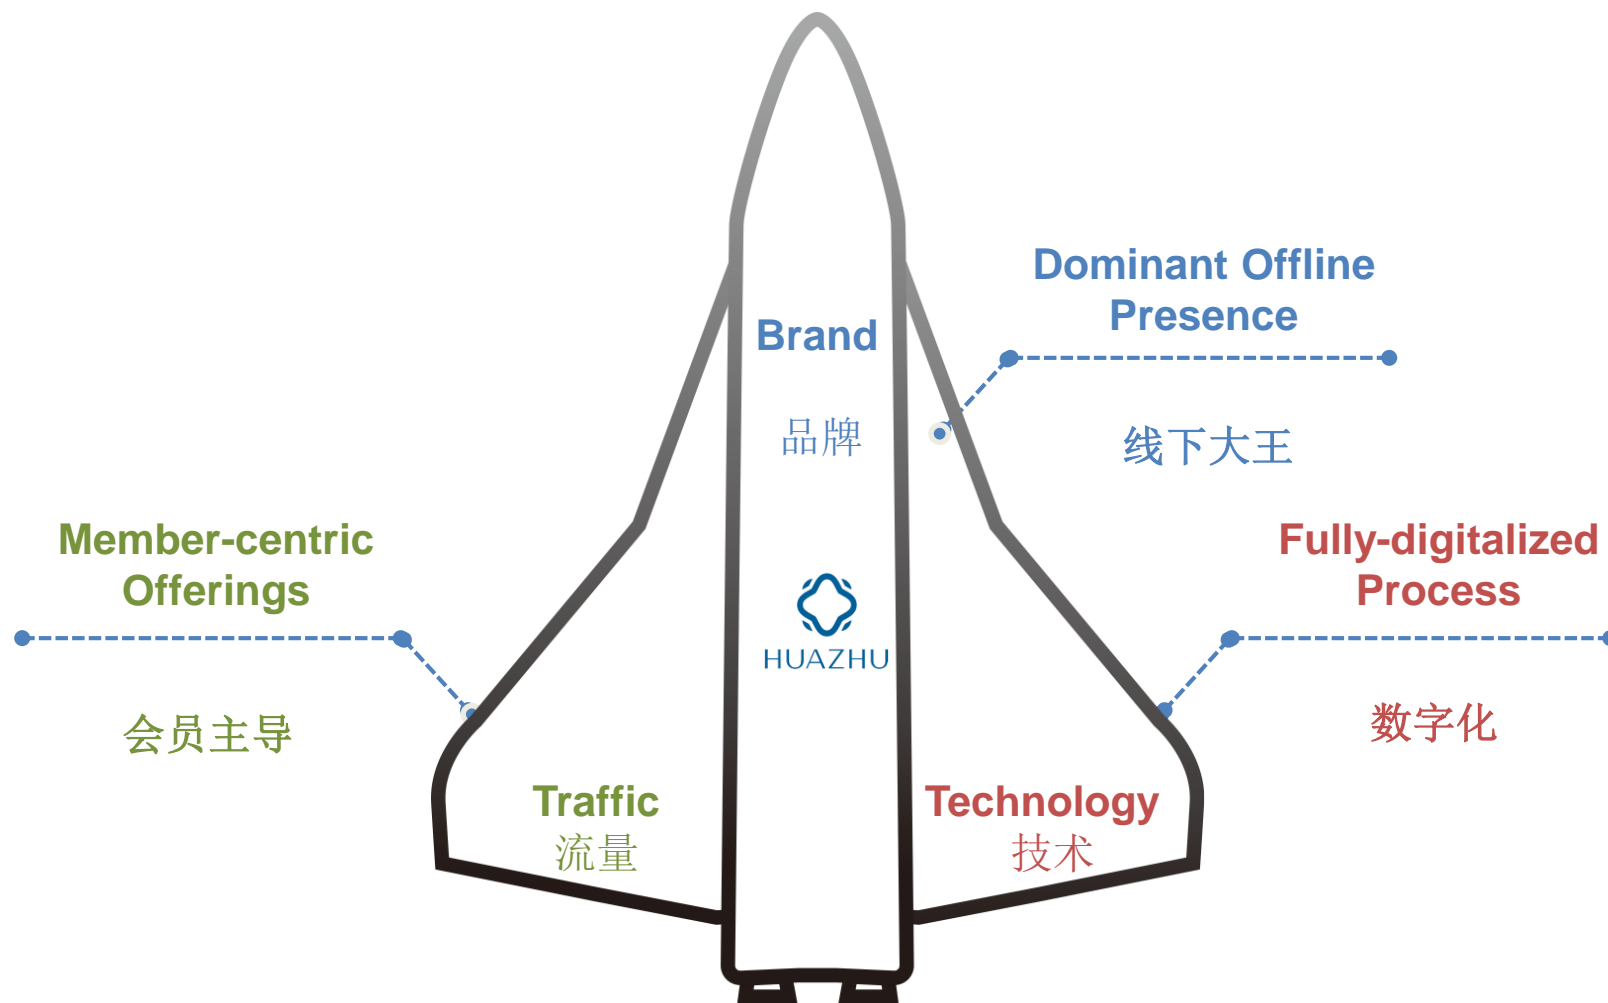 Dominant Offline
Presence
Brand
品牌
线下大王
Member-centric
Offerings
Fully-digitalized
Process
HUAZHU
会员主导
数字化
Traffic
流量
Technology
技术